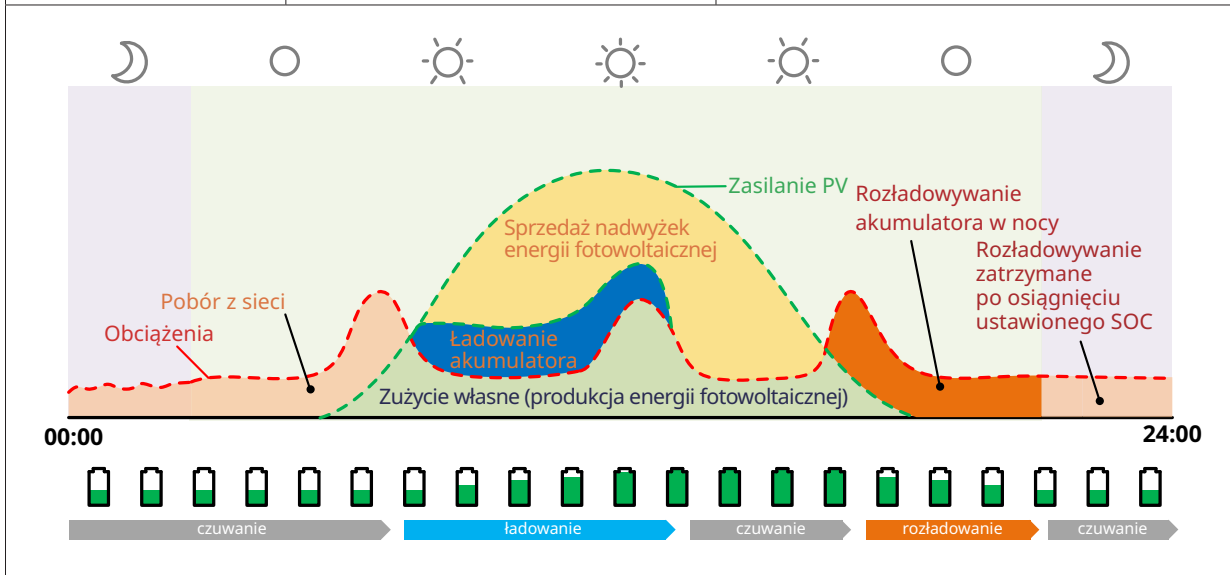 Zasilanie PV
Rozładowywanie
akumulatora w nocy
Sprzedaż nadwyżek
energii fotowoltaicznej
Rozładowywanie
zatrzymane
po osiągnięciu
ustawionego SOC
Pobór z sieci
Obciążenia
Ładowanie
akumulatora
Zużycie własne (produkcja energii fotowoltaicznej)
00:00
24:00
czuwanie
ładowanie
czuwanie
rozładowanie
czuwanie